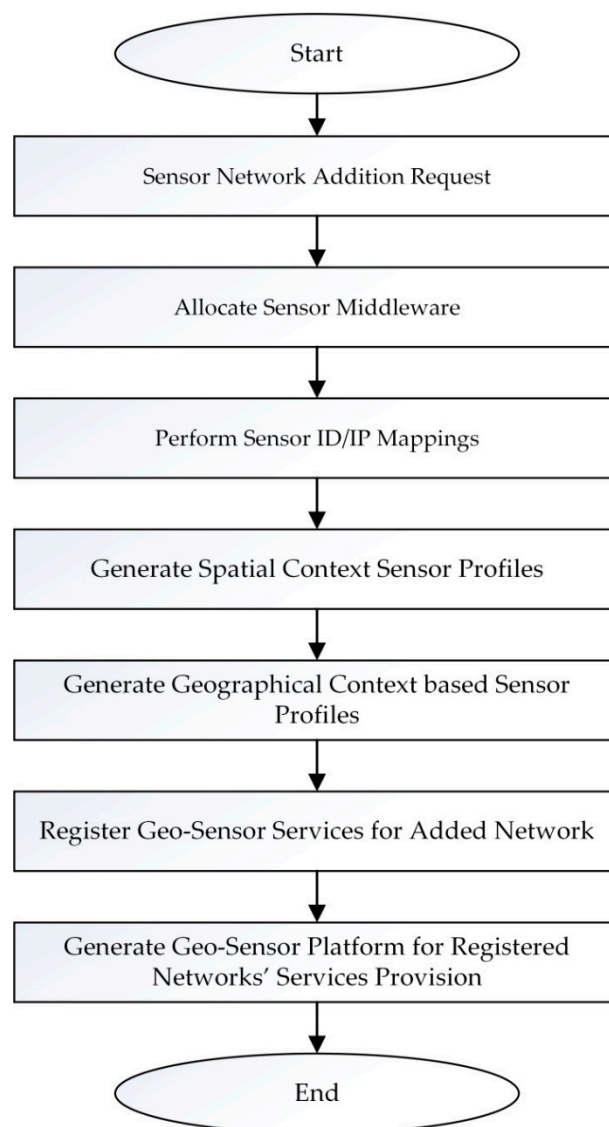 Start
Sensor Network Addition Request
Allocate Sensor Middleware
Perform Sensor ID/IP Mappings
Generate Spatial Context Sensor Profiles
Generate Geographical Context based Sensor
Profiles
Register Geo-Sensor Services for Added Network
Generate Geo-Sensor Platform for Registered
Networks’ Services Provision
End